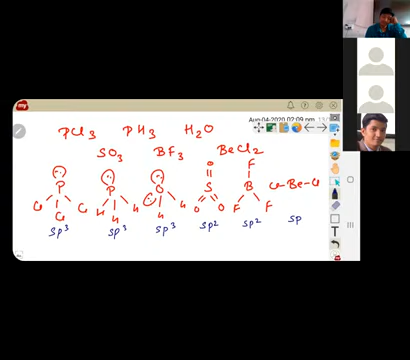 Aug-04-2020 02:09 pm
PCl3 PH3 H2O
SO3 BF3 BeCl2
O F
P P O S B Cl-Be-Cl
Cl Cl Cl H H H H H O O F F
sp3 sp3 sp3 sp2 sp2 sp